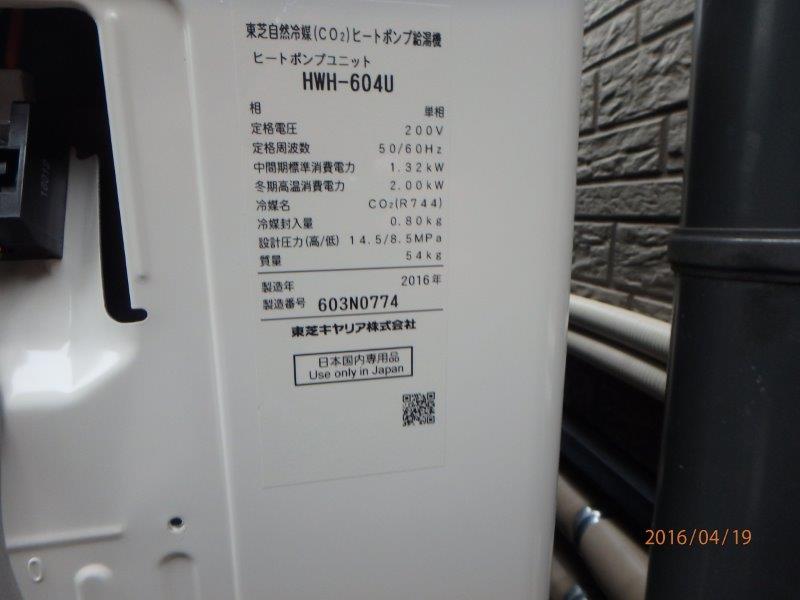 東芝自然冷媒(CO₂)ヒートポンプ給湯機
ヒートポンプユニット
HWH-604U
相 単相
定格電圧 200V
定格周波数 50/60Hz
中間期標準消費電力 1.32kW
冬期高温消費電力 2.00kW
冷媒名 CO₂(R744)
冷媒封入量 0.80kg
設計圧力(高/低) 14.5/8.5MPa
質量 54kg
製造年 2016年
製造番号 603N0774
東芝キヤリア株式会社
日本国内専用品
Use only in Japan
2016/04/19